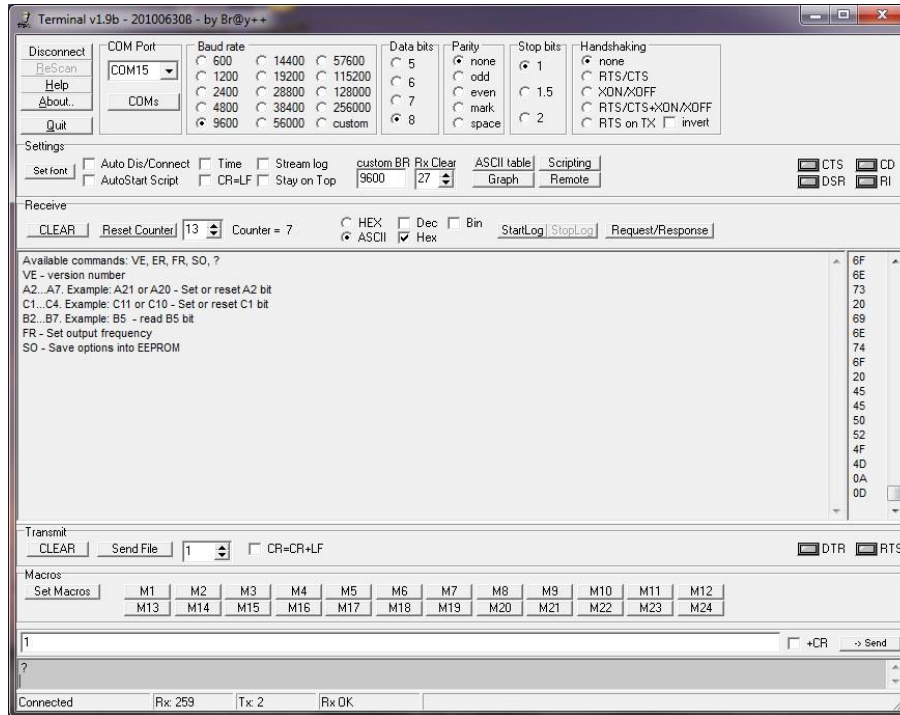 Terminal v1.9b - 20100630ß - by Br@y++
Disconnect
ReScan
Help
About..
Quit
COM Port
COM15
COMs
Baud rate
600 14400 57600
1200 19200 115200
2400 28800 128000
4800 38400 256000
9600 56000 custom
Data bits
5
6
7
8
Parity
none
odd
even
mark
space
Stop bits
1
1.5
2
Handshaking
none
RTS/CTS
XON/XOFF
RTS/CTS+XON/XOFF
RTS on TX invert
Settings
Set font
Auto Dis/Connect Time Stream log
AutoStart Script CR=LF Stay on Top
custom BR Rx Clear
9600 27
ASCII table Scripting
Graph Remote
CTS CD
DSR RI
Receive
CLEAR Reset Counter 13 Counter = 7
HEX Dec Bin
ASCII Hex
StartLog StopLog Request/Response
Available commands: VE, ER, FR, SO, ?
VE - version number
A2...A7. Example: A21 or A20 - Set or reset A2 bit
C1...C4. Example: C11 or C10 - Set or reset C1 bit
B2...B7. Example: B5 - read B5 bit
FR - Set output frequency
SO - Save options into EEPROM
6F
6E
73
20
69
6E
74
6F
20
45
45
50
52
4F
4D
0A
0D
Transmit
CLEAR Send File 1 CR=CR+LF DTR RTS
Macros
Set Macros M1 M2 M3 M4 M5 M6 M7 M8 M9 M10 M11 M12
M13 M14 M15 M16 M17 M18 M19 M20 M21 M22 M23 M24
1 +CR -> Send
?
Connected Rx: 259 Tx: 2 Rx OK